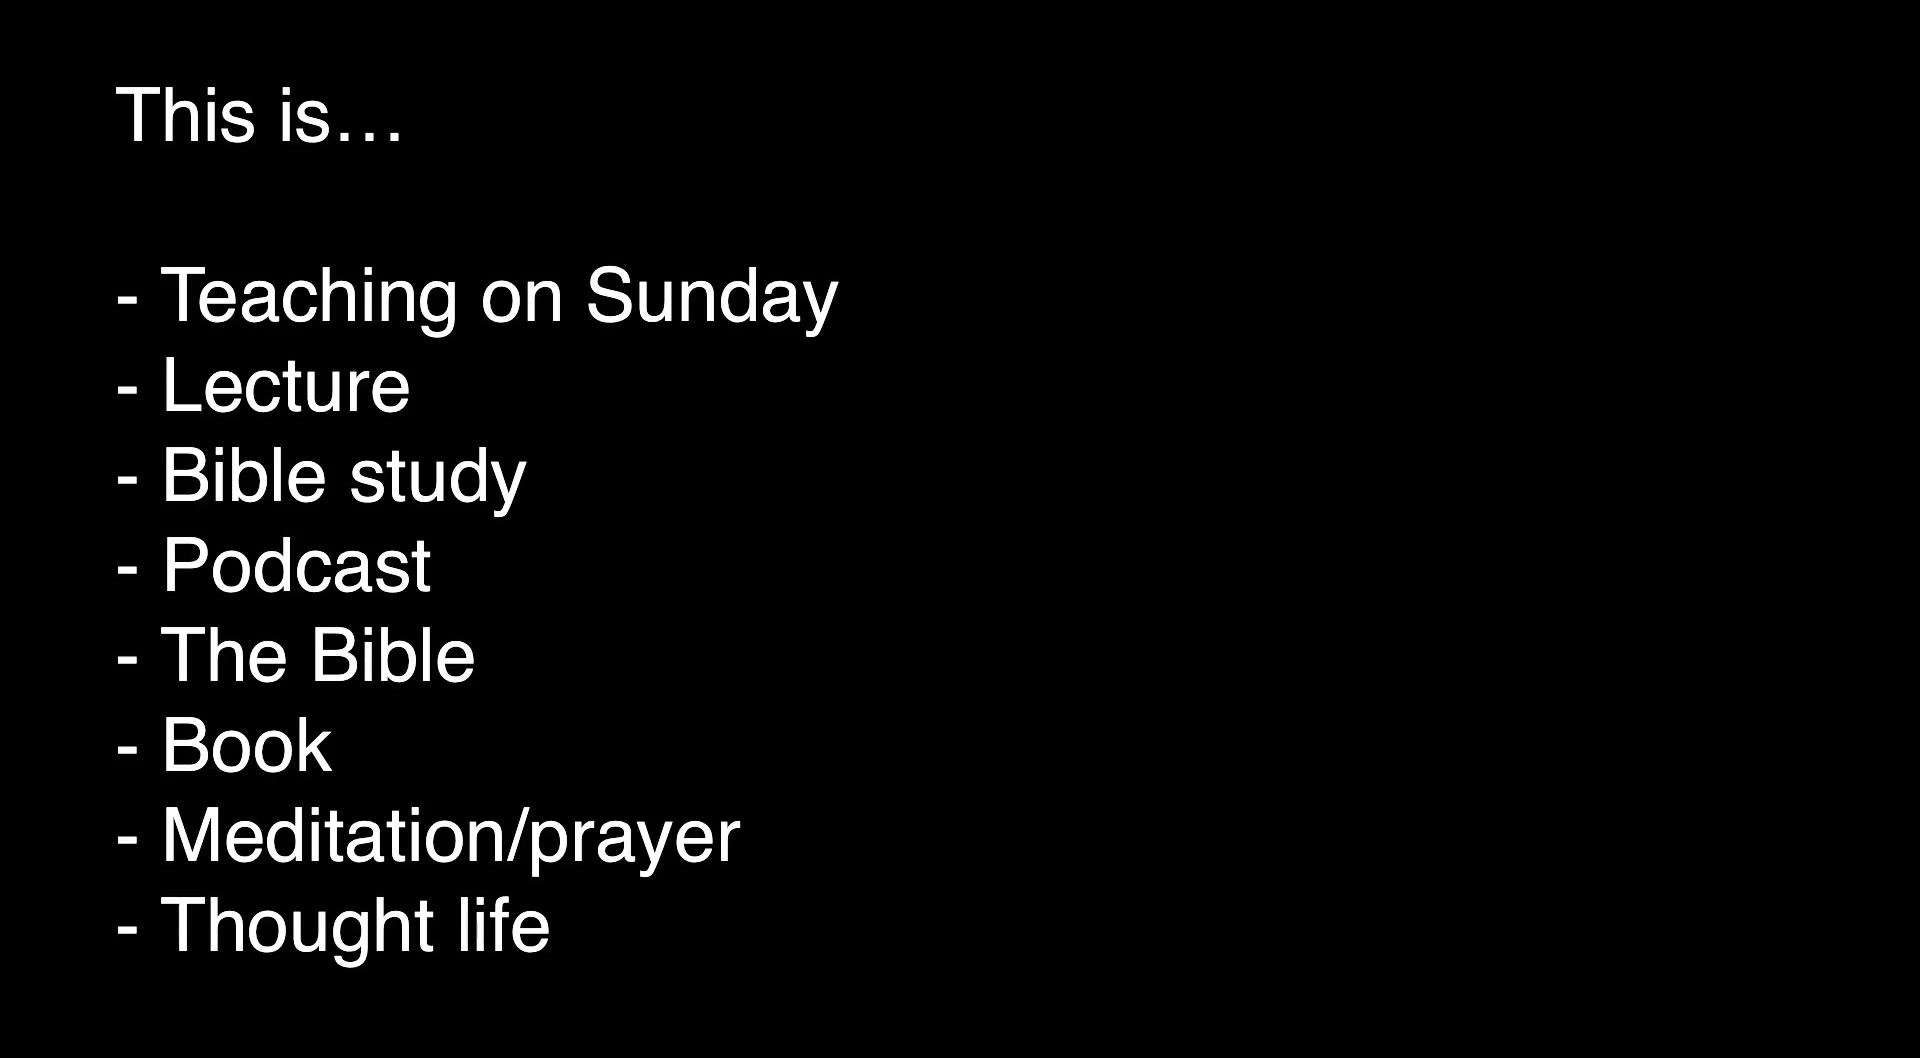 This is…
- Teaching on Sunday
- Lecture
- Bible study
- Podcast
- The Bible
- Book
- Meditation/prayer
- Thought life